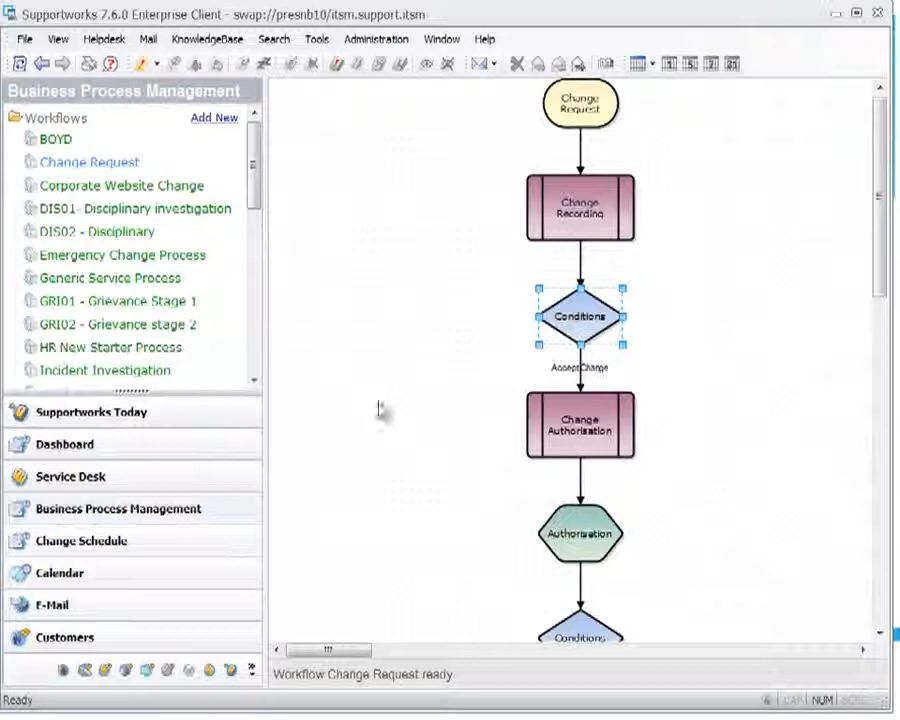 Supportworks 7.6.0 Enterprise Client - swap://presnb10/itsm.support.itsm
File View Helpdesk Mail KnowledgeBase Search Tools Administration Window Help
Business Process Management
Workflows Add New
BOYD
Change Request
Corporate Website Change
DIS01- Disciplinary investigation
DIS02 - Disciplinary
Emergency Change Process
Generic Service Process
GRI01 - Grievance Stage 1
GRI02 - Grievance stage 2
HR New Starter Process
Incident Investigation
Supportworks Today
Dashboard
Service Desk
Business Process Management
Change Schedule
Calendar
E-Mail
Customers
Change
Request
Change
Recording
Conditions
Accept Change
Change
Authorisation
Authorisation
Conditions
Workflow Change Request ready
Ready
CAP NUM